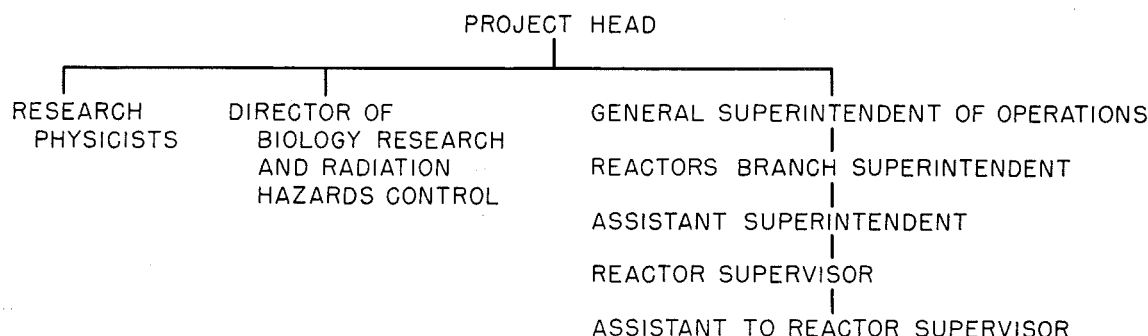 PROJECT HEAD
RESEARCH
PHYSICISTS
DIRECTOR OF
BIOLOGY RESEARCH
AND RADIATION
HAZARDS CONTROL
GENERAL SUPERINTENDENT OF OPERATIONS
REACTORS BRANCH SUPERINTENDENT
ASSISTANT SUPERINTENDENT
REACTOR SUPERVISOR
ASSISTANT TO REACTOR SUPERVISOR